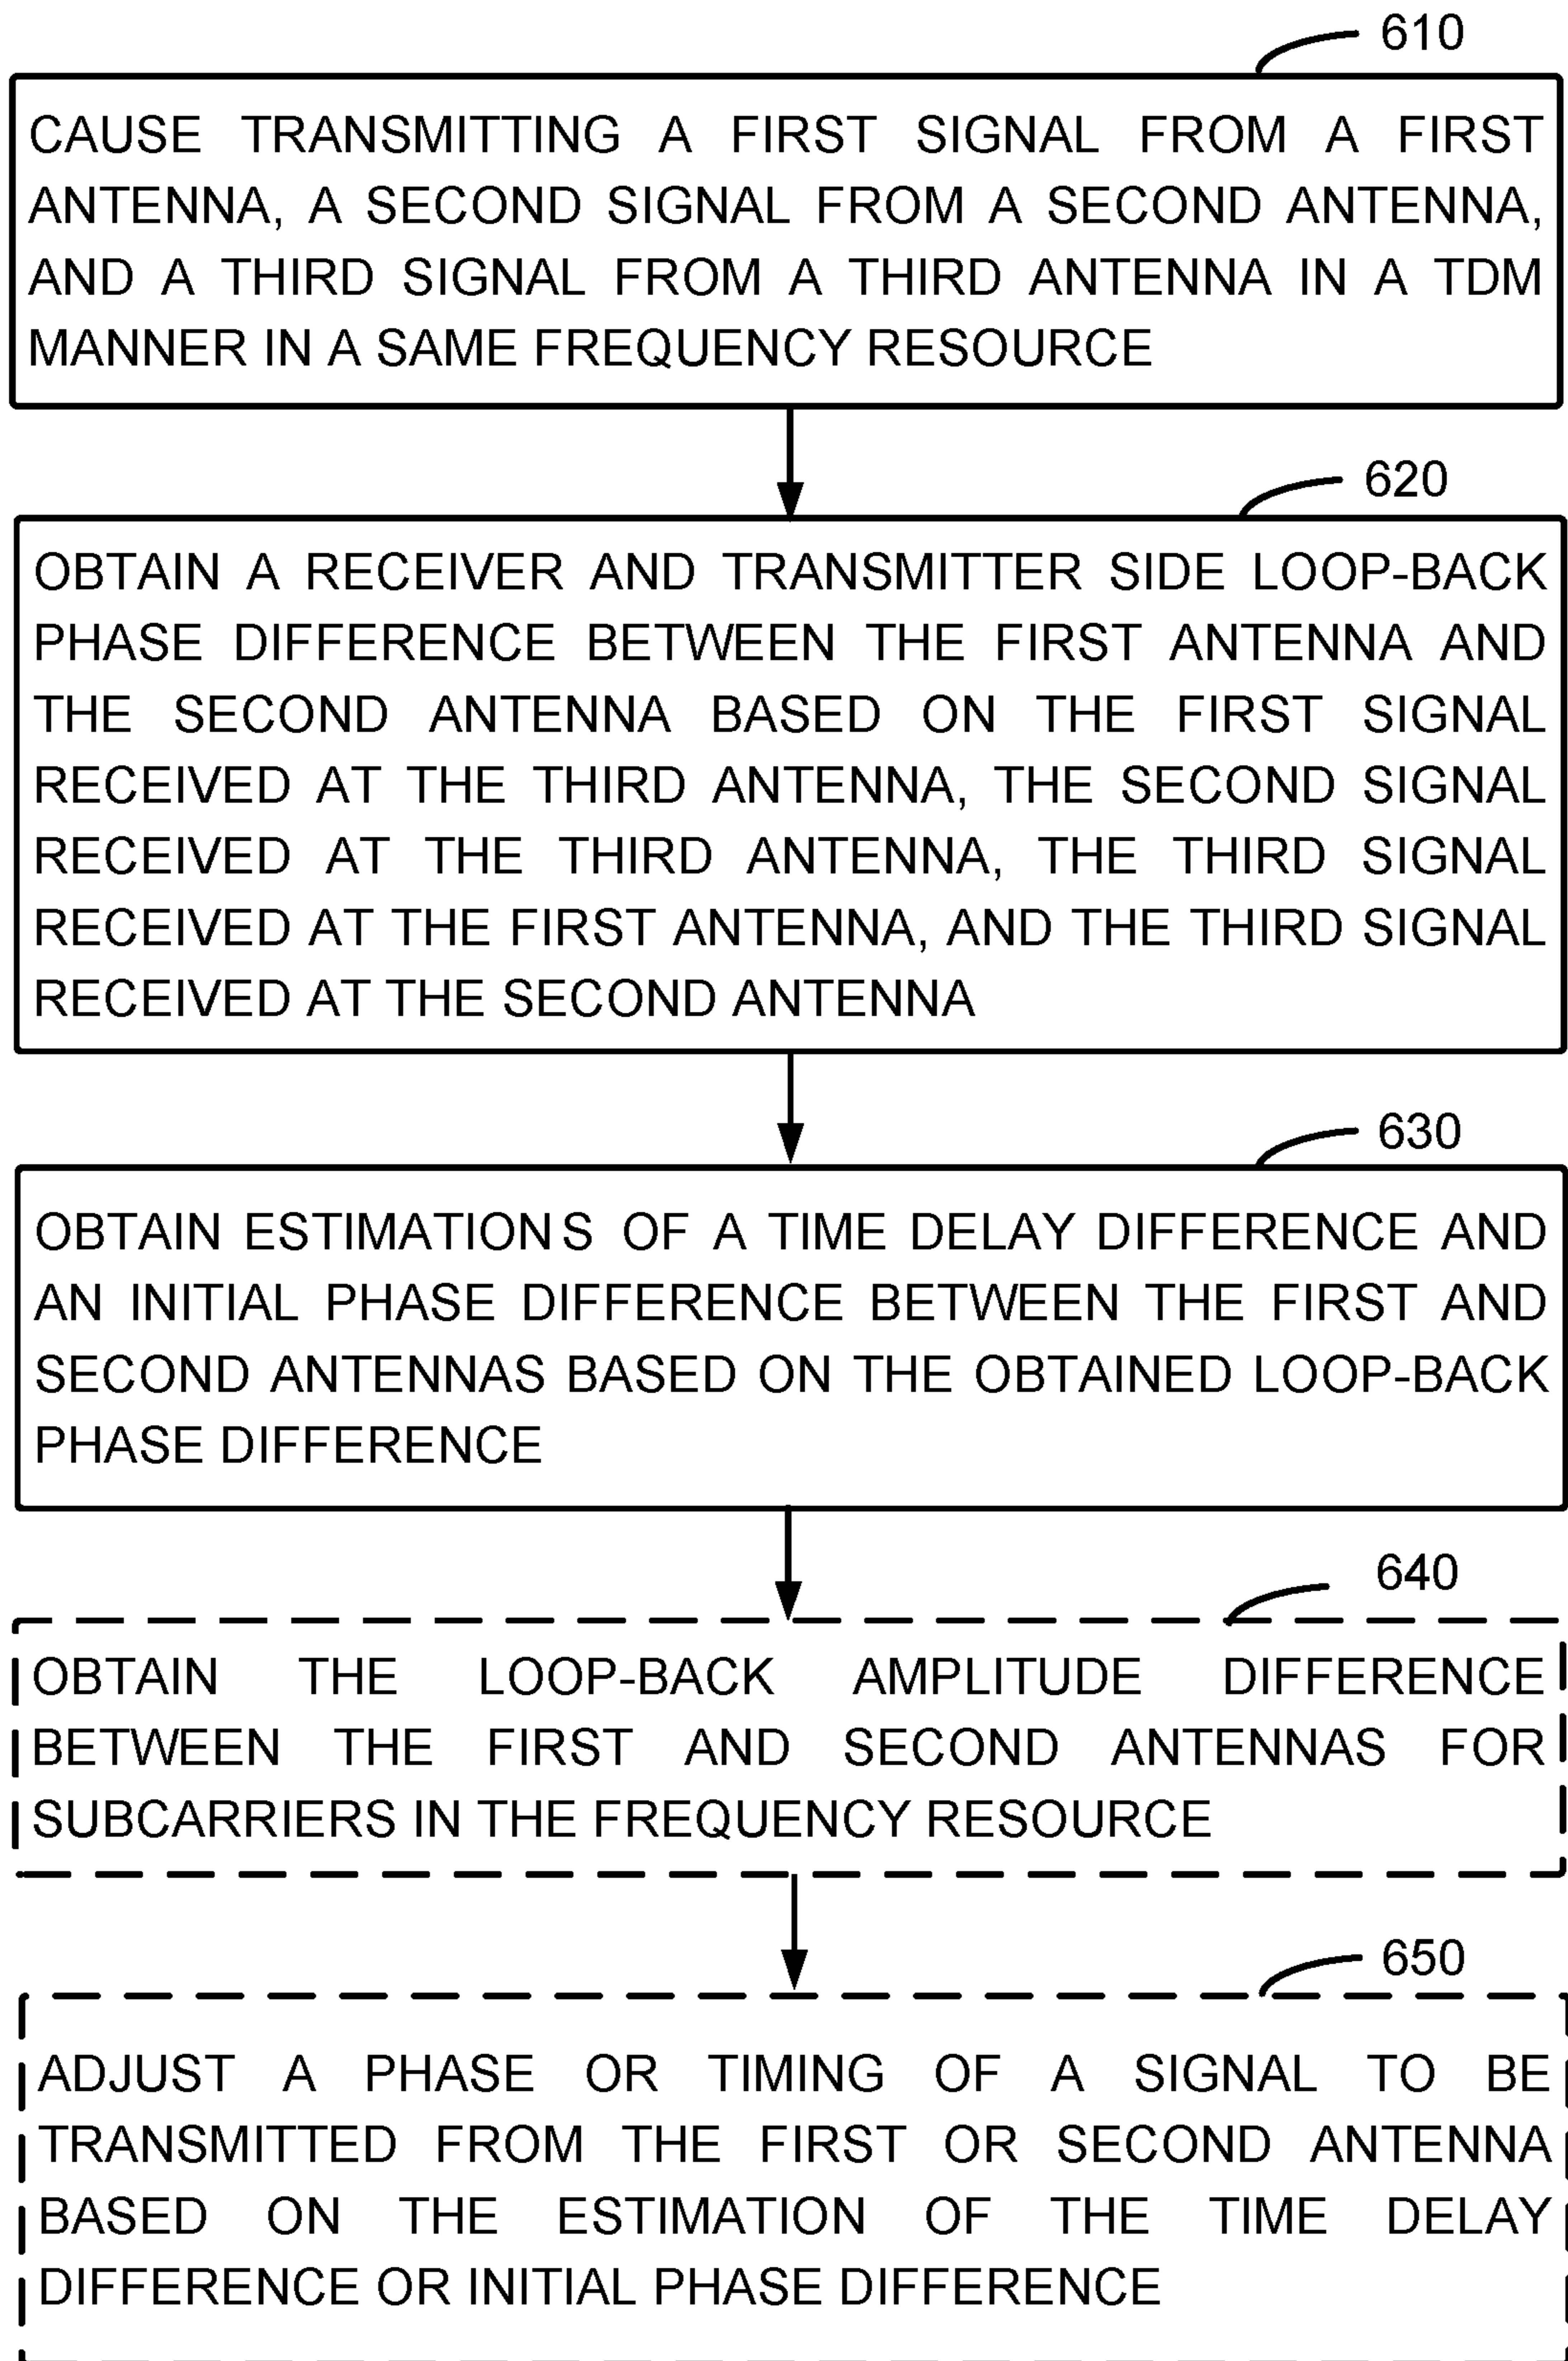 610
CAUSE TRANSMITTING A FIRST SIGNAL FROM A FIRST
ANTENNA, A SECOND SIGNAL FROM A SECOND ANTENNA,
AND A THIRD SIGNAL FROM A THIRD ANTENNA IN A TDM
MANNER IN A SAME FREQUENCY RESOURCE
620
OBTAIN A RECEIVER AND TRANSMITTER SIDE LOOP-BACK
PHASE DIFFERENCE BETWEEN THE FIRST ANTENNA AND
THE SECOND ANTENNA BASED ON THE FIRST SIGNAL
RECEIVED AT THE THIRD ANTENNA, THE SECOND SIGNAL
RECEIVED AT THE THIRD ANTENNA, THE THIRD SIGNAL
RECEIVED AT THE FIRST ANTENNA, AND THE THIRD SIGNAL
RECEIVED AT THE SECOND ANTENNA
630
OBTAIN ESTIMATIONS OF A TIME DELAY DIFFERENCE AND
AN INITIAL PHASE DIFFERENCE BETWEEN THE FIRST AND
SECOND ANTENNAS BASED ON THE OBTAINED LOOP-BACK
PHASE DIFFERENCE
640
OBTAIN THE LOOP-BACK AMPLITUDE DIFFERENCE
BETWEEN THE FIRST AND SECOND ANTENNAS FOR
SUBCARRIERS IN THE FREQUENCY RESOURCE
650
ADJUST A PHASE OR TIMING OF A SIGNAL TO BE
TRANSMITTED FROM THE FIRST OR SECOND ANTENNA
BASED ON THE ESTIMATION OF THE TIME DELAY
DIFFERENCE OR INITIAL PHASE DIFFERENCE